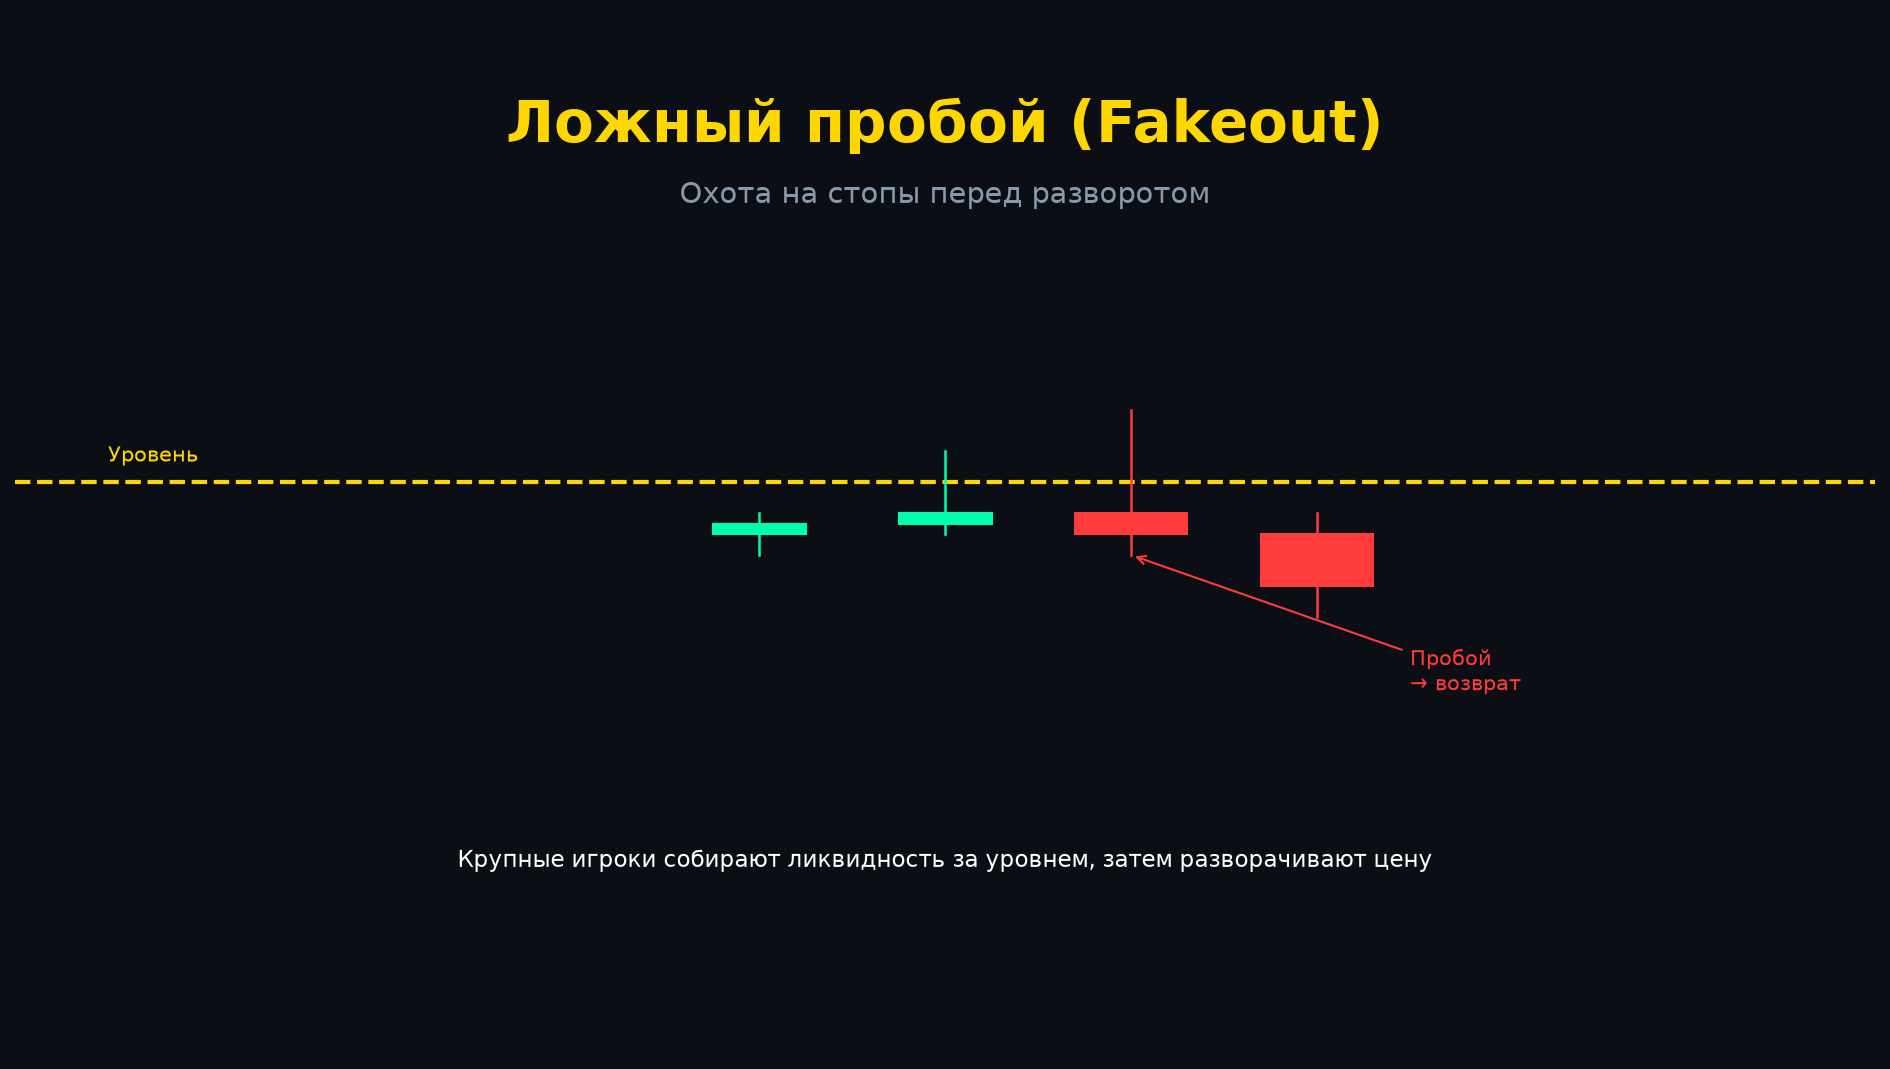 Ложный пробой (Fakeout)
Охота на стопы перед разворотом
Уровень
Пробой
→ возврат
Крупные игроки собирают ликвидность за уровнем, затем разворачивают цену